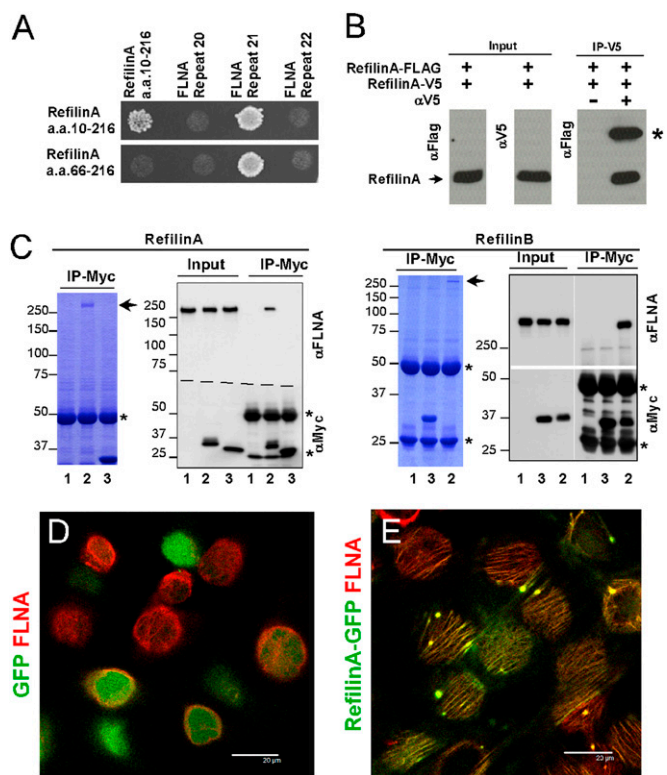 A
RefilinA
a.a.10-216
FLNA
Repeat 20
FLNA
Repeat 21
FLNA
Repeat 22
RefilinA
a.a.10-216
RefilinA
a.a.66-216
B
Input
IP-V5
RefilinA-FLAG + + + +
RefilinA-V5 + + + +
αV5 - +
αFlag
αV5
αFlag
*
RefilinA
C
RefilinA
IP-Myc
250
150
100
75
50
*
37
1 2 3
Input
IP-Myc
250
150
100
75
50
37
25
αFLNA
αMyc
*
*
1 2 3 1 2 3
RefilinB
IP-Myc
250
150
100
75
50
*
37
25
*
1 3 2
Input
IP-Myc
250
50
37
25
αFLNA
αMyc
*
*
1 3 2 1 3 2
D
GFP FLNA
20 µm
E
RefilinA-GFP FLNA
20 µm